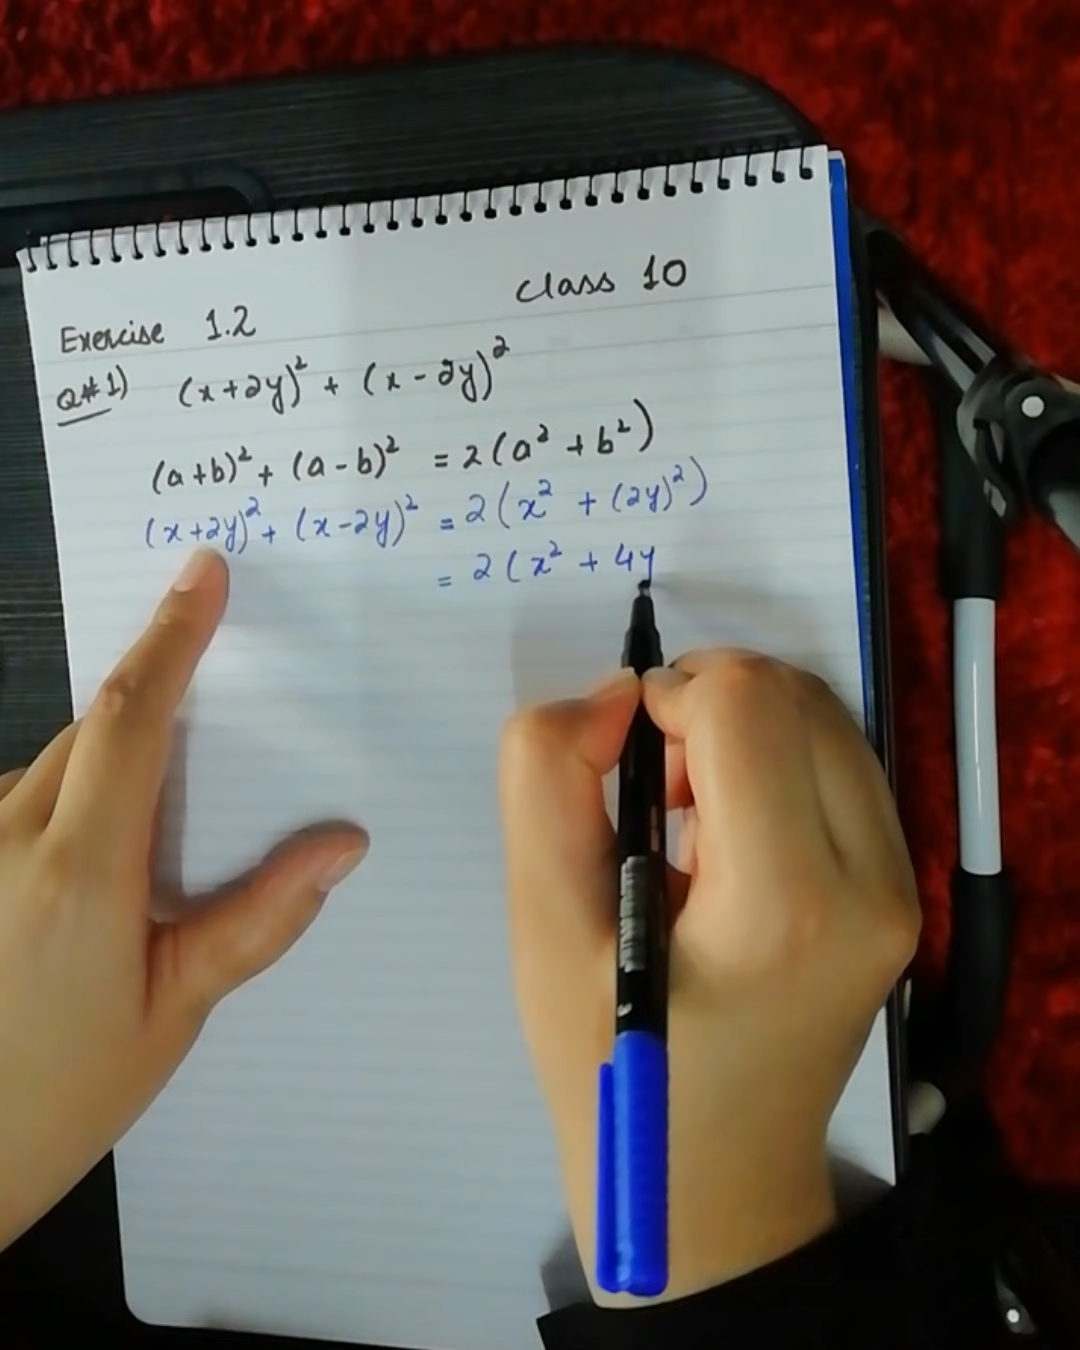 Class 10
Exercise 1.2
Q#1) (x+2y)² + (x-2y)²
(a+b)² + (a-b)² = 2(a² + b²)
(x+2y)² + (x-2y)² = 2(x² + (2y)²)
= 2(x² + 4y